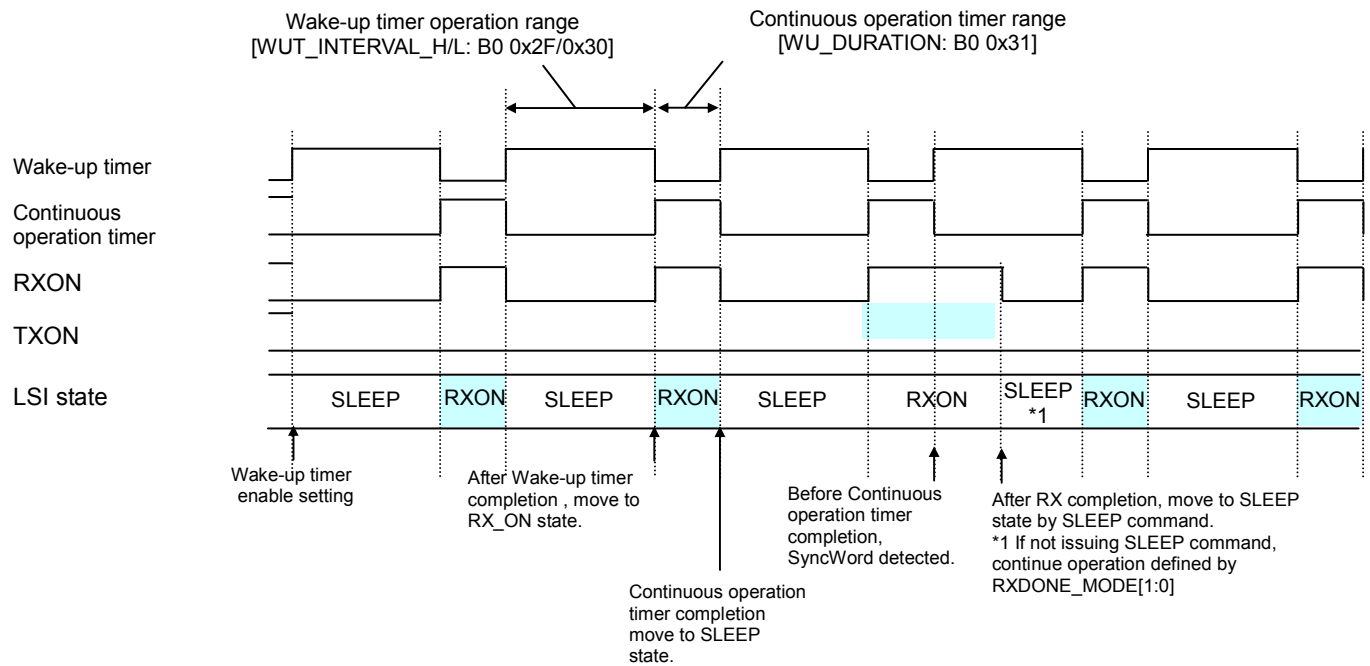 Wake-up timer operation range
[WUT_INTERVAL_H/L: B0 0x2F/0x30]
Continuous operation timer range
[WU_DURATION: B0 0x31]
Wake-up timer
Continuous
operation timer
RXON
TXON
LSI state
SLEEP
RXON
SLEEP
RXON
SLEEP
RXON
SLEEP
*1
RXON
SLEEP
RXON
Wake-up timer
enable setting
After Wake-up timer
completion , move to
RX_ON state.
Continuous operation
timer completion
move to SLEEP
state.
Before Continuous
operation timer
completion,
SyncWord detected.
After RX completion, move to SLEEP
state by SLEEP command.
*1 If not issuing SLEEP command,
continue operation defined by
RXDONE_MODE[1:0]